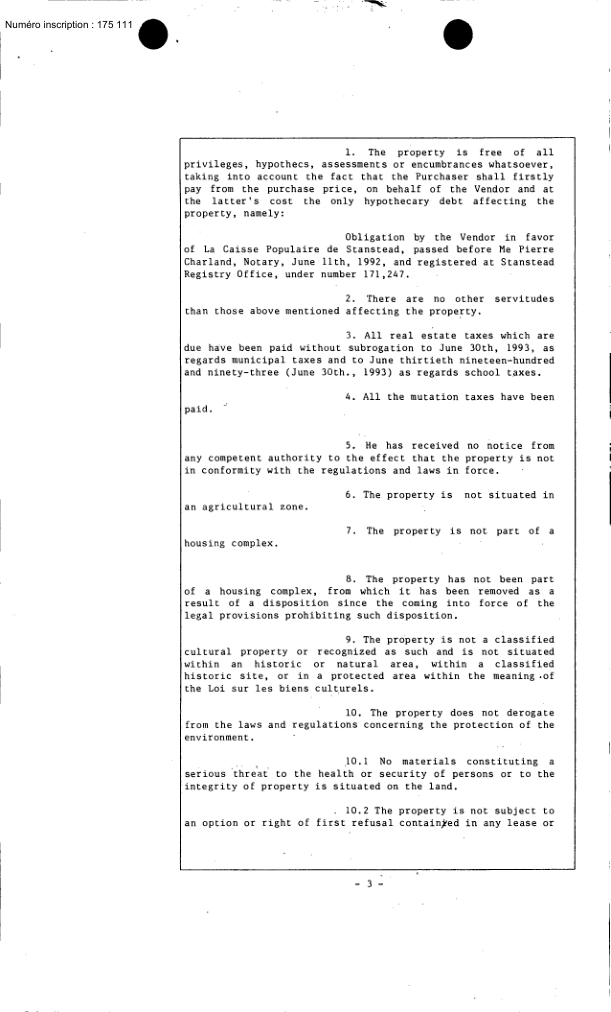 Numéro inscription : 175 111
1. The property is free of all
privileges, hypothecs, assessments or encumbrances whatsoever,
taking into account the fact that the Purchaser shall firstly
pay from the purchase price, on behalf of the Vendor and at
the latter's cost the only hypothecary debt affecting the
property, namely:
Obligation by the Vendor in favor
of La Caisse Populaire de Stanstead, passed before Me Pierre
Charland, Notary, June 11th, 1992, and registered at Stanstead
Registry Office, under number 171,247.
2. There are no other servitudes
than those above mentioned affecting the property.
3. All real estate taxes which are
due have been paid without subrogation to June 30th, 1993, as
regards municipal taxes and to June thirtieth nineteen-hundred
and ninety-three (June 30th., 1993) as regards school taxes.
4. All the mutation taxes have been
paid.
5. He has received no notice from
any competent authority to the effect that the property is not
in conformity with the regulations and laws in force.
6. The property is not situated in
an agricultural zone.
7. The property is not part of a
housing complex.
8. The property has not been part
of a housing complex, from which it has been removed as a
result of a disposition since the coming into force of the
legal provisions prohibiting such disposition.
9. The property is not a classified
cultural property or recognized as such and is not situated
within an historic or natural area, within a classified
historic site, or in a protected area within the meaning of
the Loi sur les biens culturels.
10. The property does not derogate
from the laws and regulations concerning the protection of the
environment.
10.1 No materials constituting a
serious threat to the health or security of persons or to the
integrity of property is situated on the land.
10.2 The property is not subject to
an option or right of first refusal contained in any lease or
- 3 -